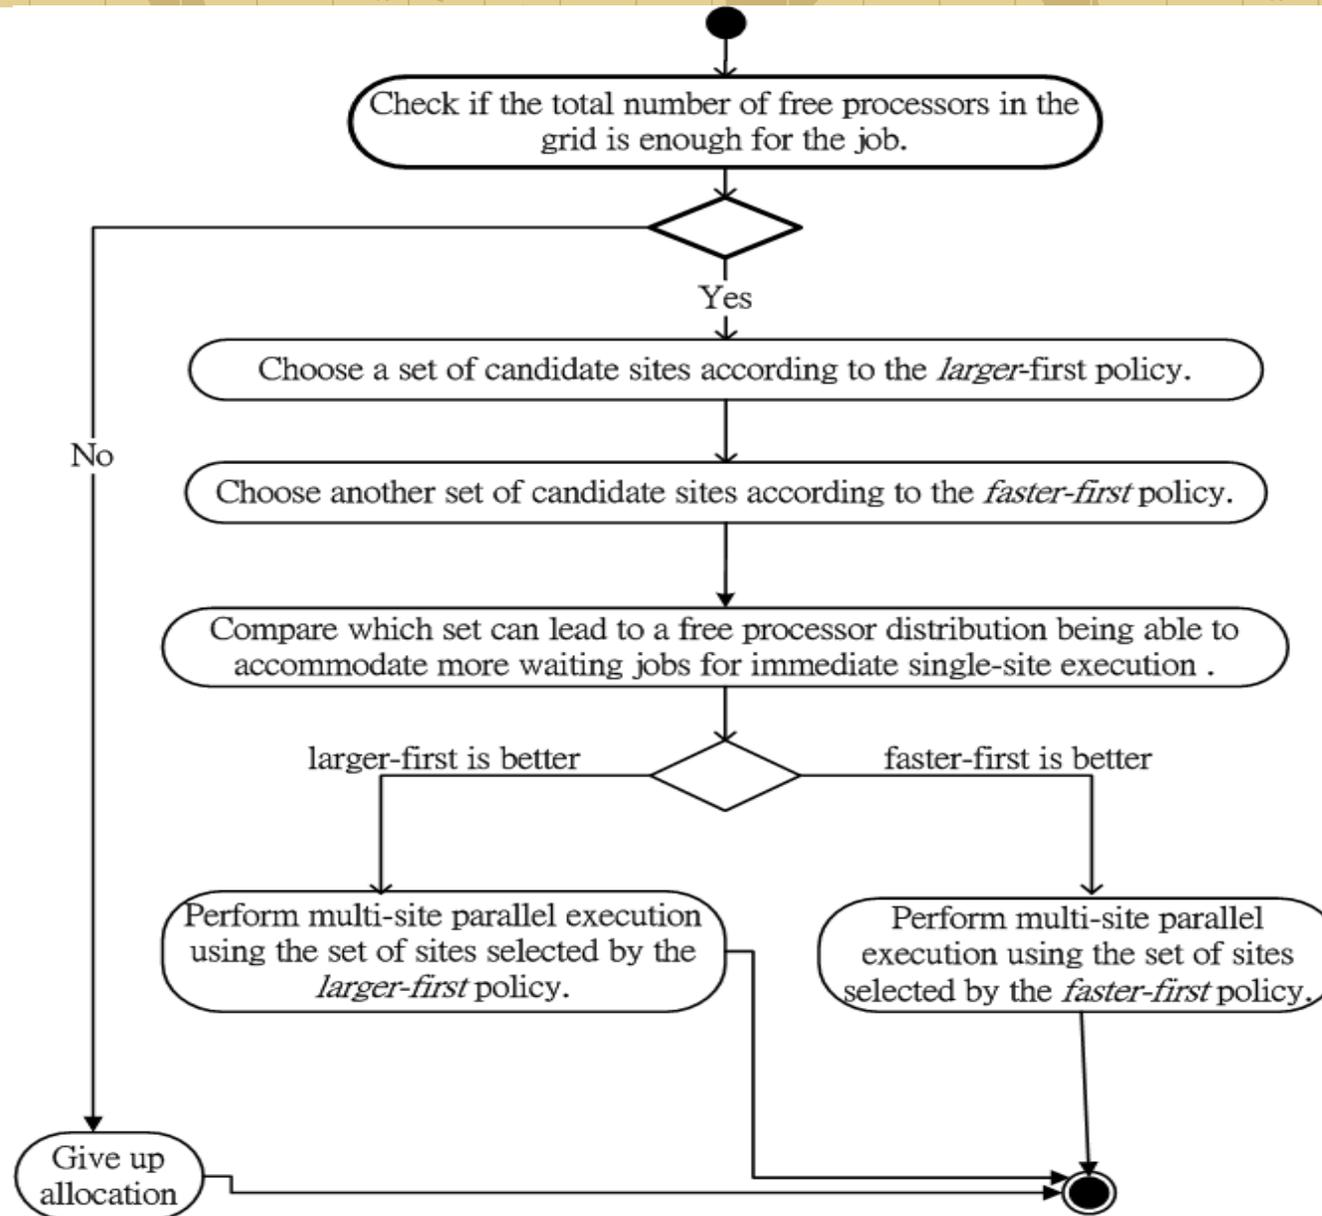 Check if the total number of free processors in the
grid is enough for the job.
Yes
Choose a set of candidate sites according to the larger-first policy.
No
Choose another set of candidate sites according to the faster-first policy.
Compare which set can lead to a free processor distribution being able to
accommodate more waiting jobs for immediate single-site execution .
larger-first is better
faster-first is better
Perform multi-site parallel execution
using the set of sites selected by the
larger-first policy.
Perform multi-site parallel
execution using the set of sites
selected by the faster-first policy.
Give up
allocation